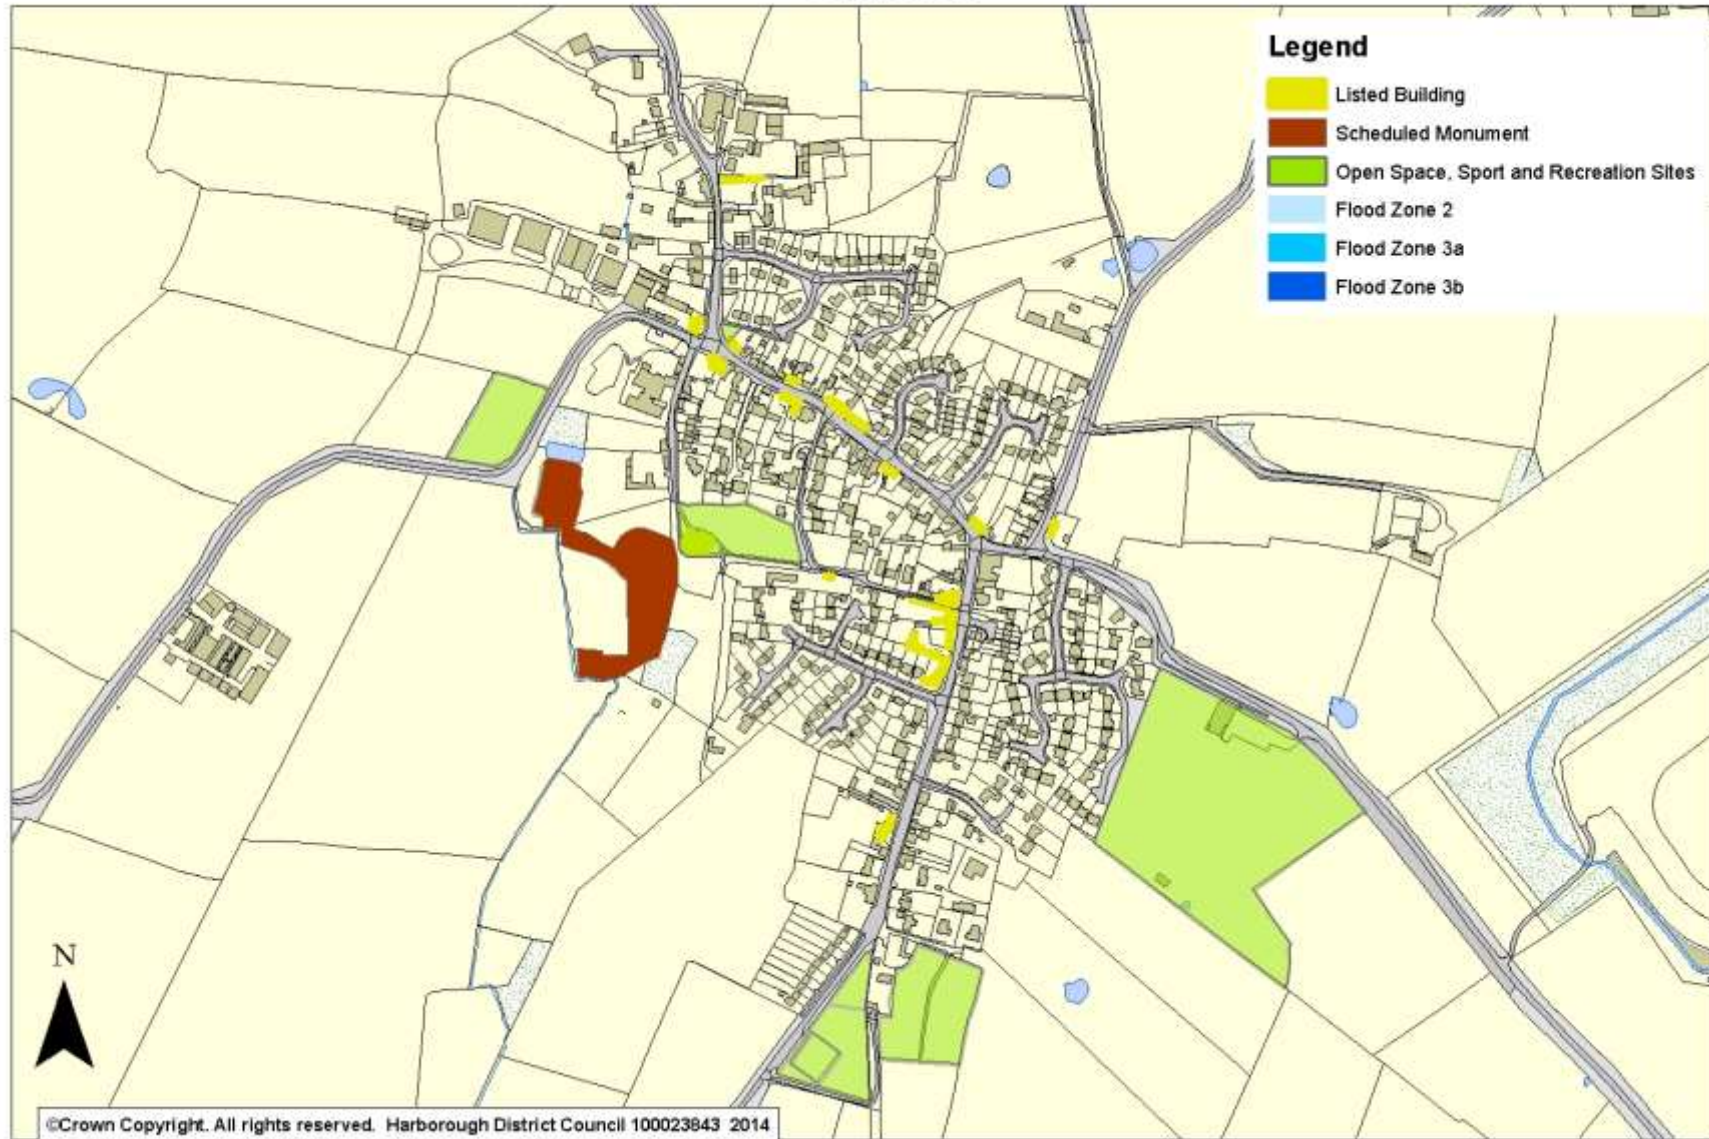 Legend
Listed Building
Scheduled Monument
Open Space, Sport and Recreation Sites
Flood Zone 2
Flood Zone 3a
Flood Zone 3b
N
©Crown Copyright. All rights reserved. Harborough District Council 100023843 2014